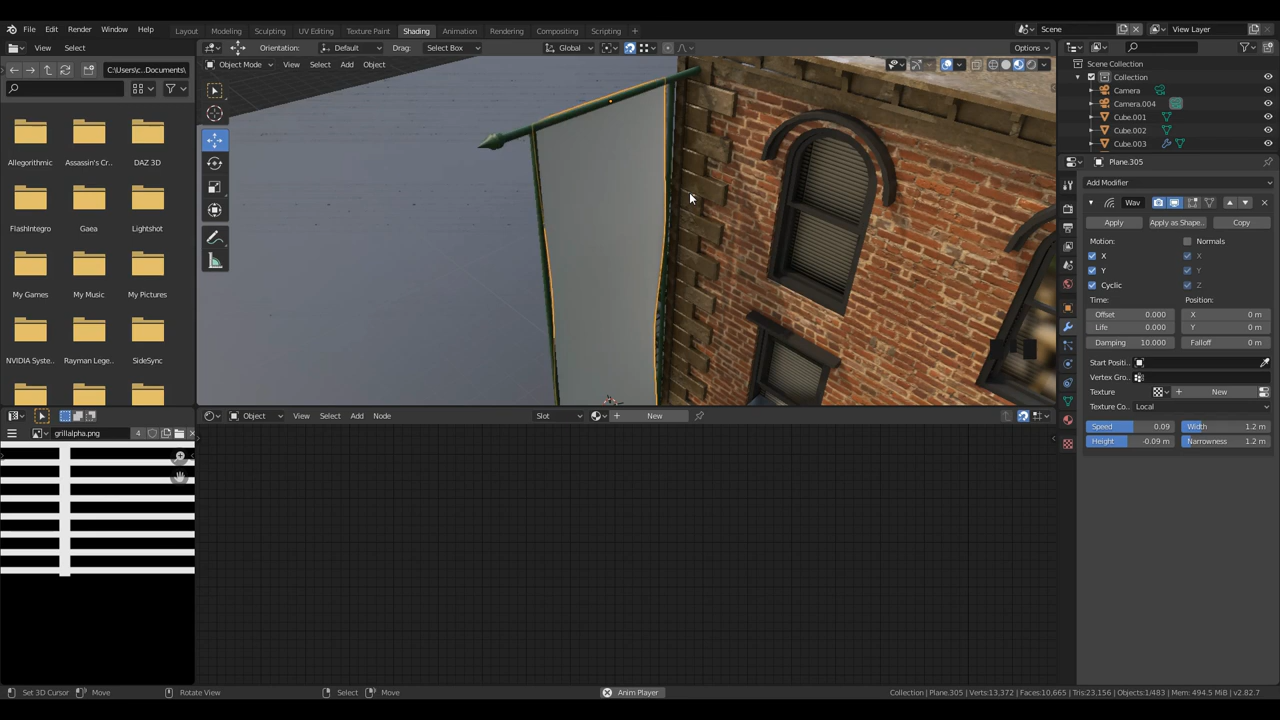 File Edit Render Window Help Layout Modeling Sculpting UV Editing Texture Paint Shading Animation Rendering Compositing Scripting Scene View Layer
View Select Orientation: Default Drag: Select Box Global Options
C:\Users\c..Documents\ Object Mode View Select Add Object Scene Collection
Collection
Camera
Camera.004
Cube.001
Cube.002
Cube.003
Allegorithmic Assassin's Cr.. DAZ 3D
Plane.305
Add Modifier
Wav
FlashIntegro Gaea Lightshot
Apply Apply as Shape.. Copy
Motion: Normals
X X
Y Y
Cyclic Z
My Games My Music My Pictures
Time: Position:
Offset 0.000 X 0 m
Life 0.000 Y 0 m
Damping 10.000 Falloff 0 m
NVIDIA Syste.. Rayman Lege.. SideSync
Start Positi..
Vertex Gro..
Texture New
Texture Co.. Local
Object View Select Add Node Slot New
Speed 0.09 Width 1.2 m
grillalpha.png 4
Height -0.09 m Narrowness 1.2 m
Set 3D Cursor Move Rotate View Select Move Anim Player Collection | Plane.305 | Verts:13,372 | Faces:10,665 | Tris:23,156 | Objects:1/483 | Mem: 494.5 MiB | v2.82.7